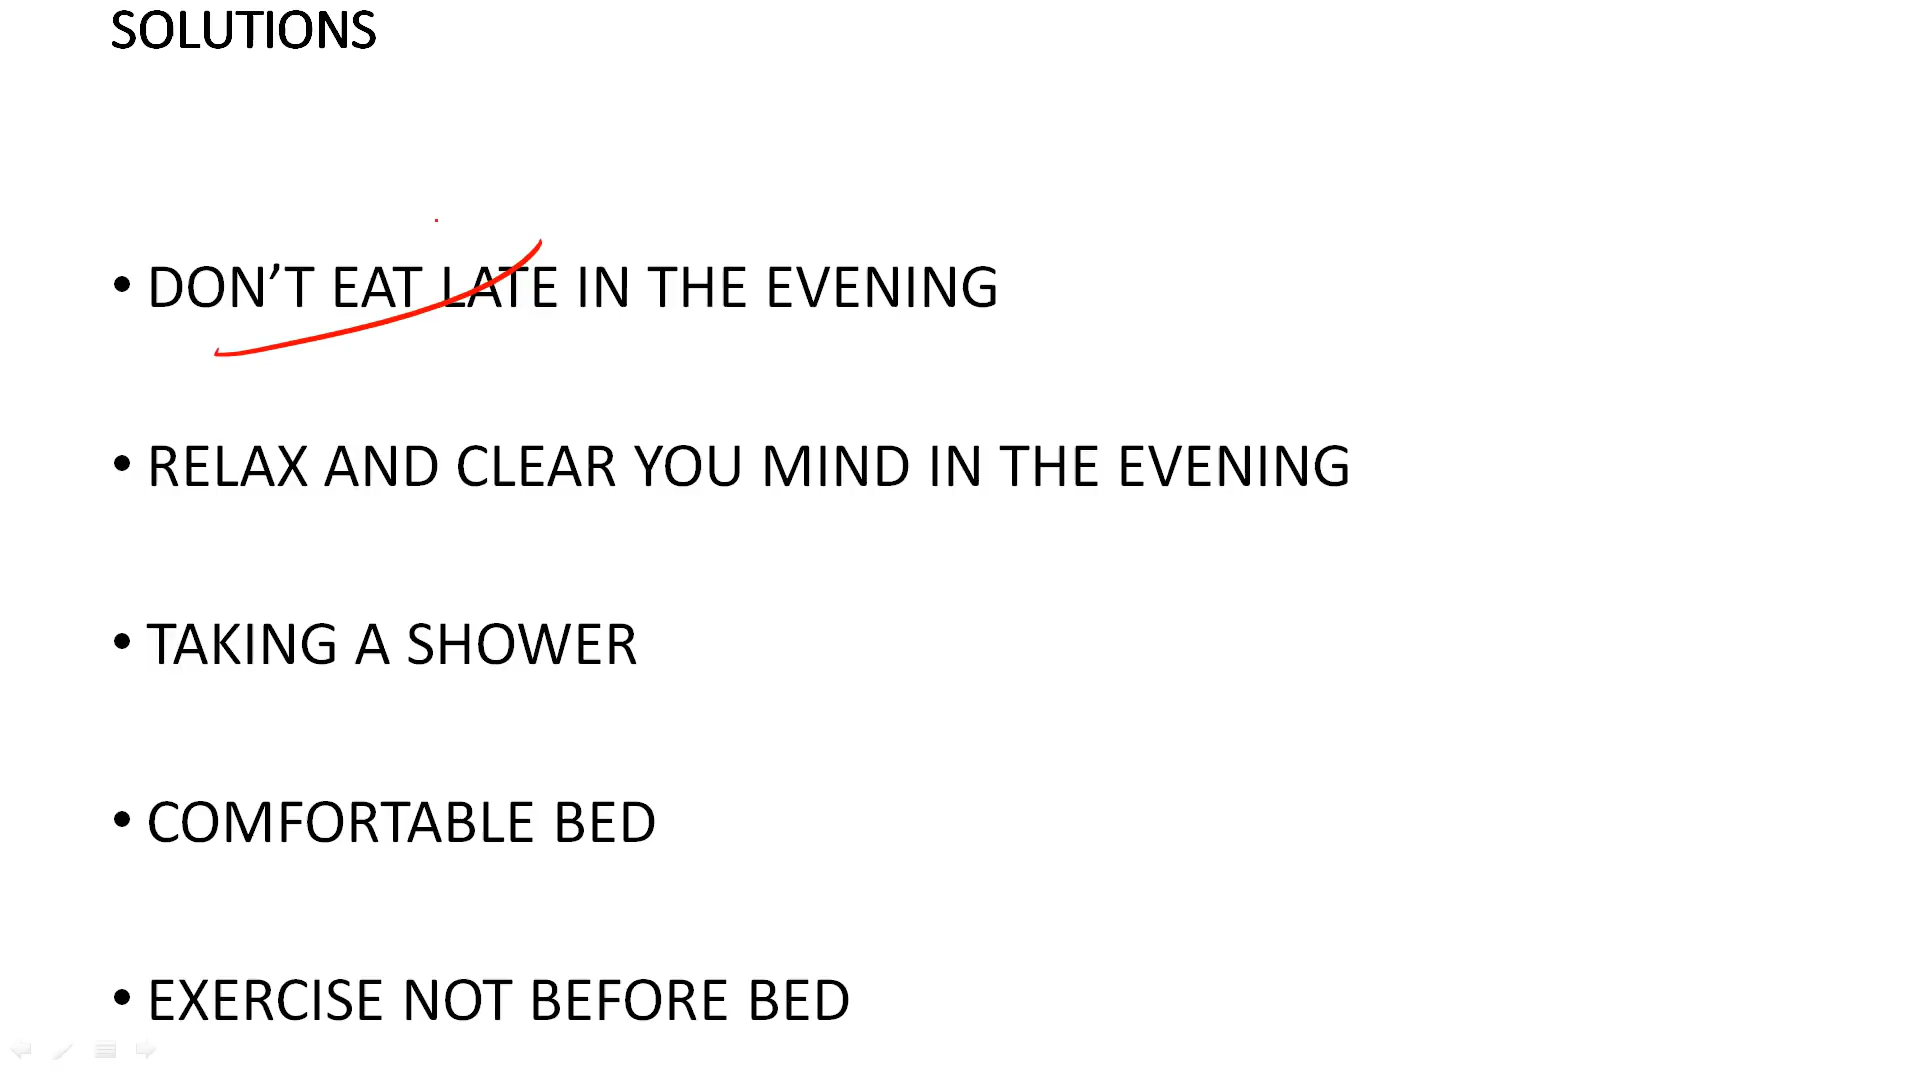 SOLUTIONS
• DON’T EAT LATE IN THE EVENING
• RELAX AND CLEAR YOU MIND IN THE EVENING
• TAKING A SHOWER
• COMFORTABLE BED
• EXERCISE NOT BEFORE BED